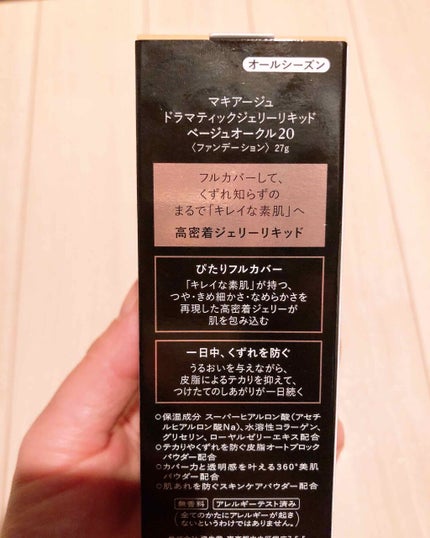 オールシーズン
マキアージュ
ドラマティックジェリーリキッド
ベージュオークル20
〈ファンデーション〉27g
フルカバーして、
くずれ知らずの
まるで「キレイな素肌」へ
高密着ジェリーリキッド
ぴたりフルカバー
「キレイな素肌」が持つ、
つや・きめ細かさ・なめらかさを
再現した高密着ジェリーが
肌を包み込む
一日中、くずれを防ぐ
うるおいを与えながら、
皮脂によるテカリを抑えて、
つけたてのしあがりが一日続く
○保湿成分 スーパーヒアルロン酸(アセチ
ルヒアルロン酸Na)、水溶性コラーゲン、
グリセリン、ローヤルゼリーエキス配合
○テカリやくずれを防ぐ皮脂オートブロック
パウダー配合
○カバー力と透明感を叶える360°美肌
パウダー配合
○肌あれを防ぐスキンケアパウダー配合
無香料 アレルギーテスト済み
全てのかたにアレルギーが起き
ないというわけではありません。